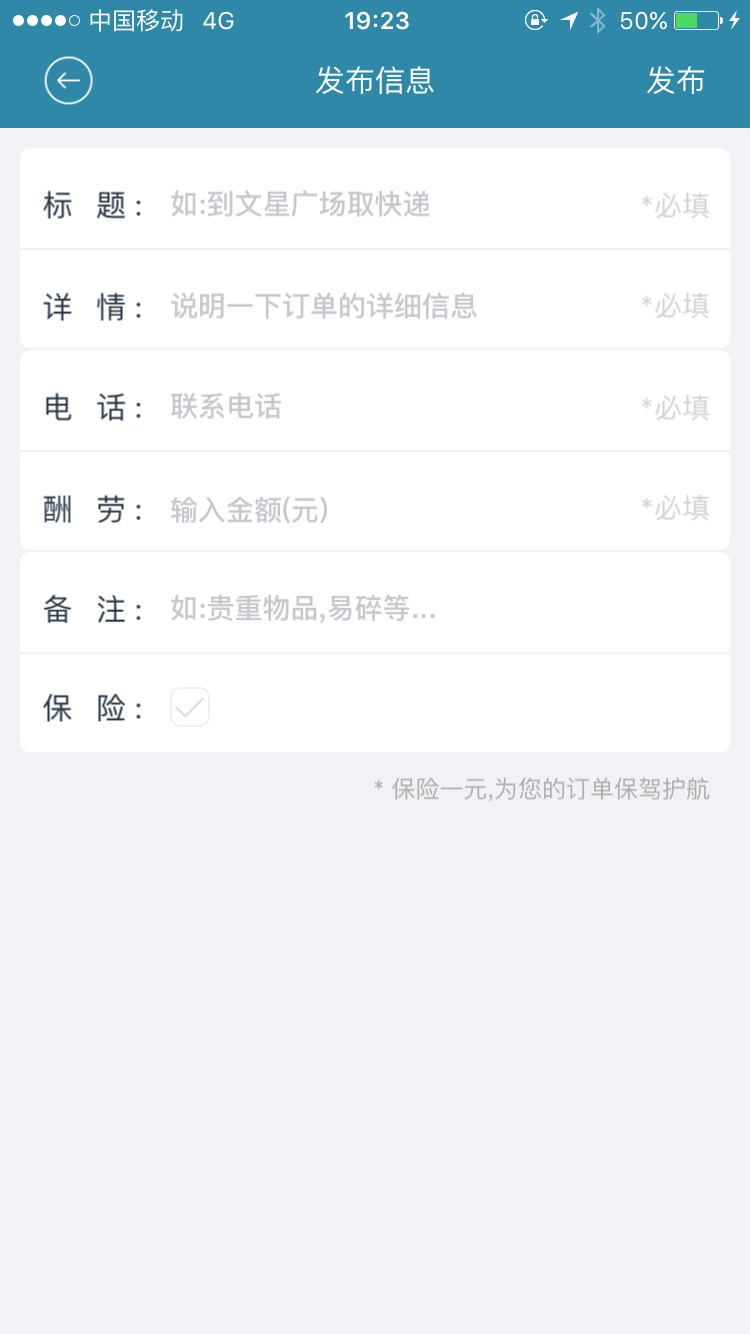 中国移动 4G 19:23 50%
发布信息 发布
标 题: 如:到文星广场取快递 *必填
详 情: 说明一下订单的详细信息 *必填
电 话: 联系电话 *必填
酬 劳: 输入金额(元) *必填
备 注: 如:贵重物品,易碎等...
保 险:
* 保险一元,为您的订单保驾护航